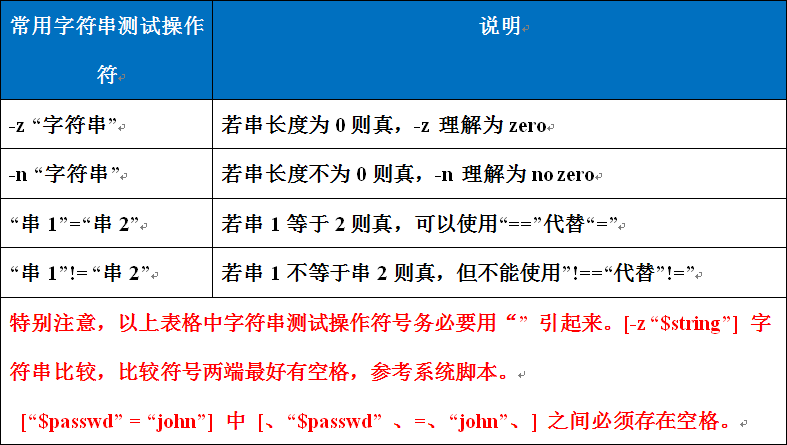 常用字符串测试操作 说明
符
-z “字符串” 若串长度为 0 则真，-z 理解为 zero
-n “字符串” 若串长度不为 0 则真，-n 理解为 no zero
“串 1”=“串 2” 若串 1 等于 2 则真，可以使用“==”代替“=”
“串 1”!= “串 2” 若串 1 不等于串 2 则真，但不能使用”!==“代替”!=”
特别注意，以上表格中字符串测试操作符号务必要用“” 引起来。[-z “$string”] 字
符串比较，比较符号两端最好有空格，参考系统脚本。
[“$passwd” = “john”] 中 [、“$passwd” 、=、“john”、] 之间必须存在空格。